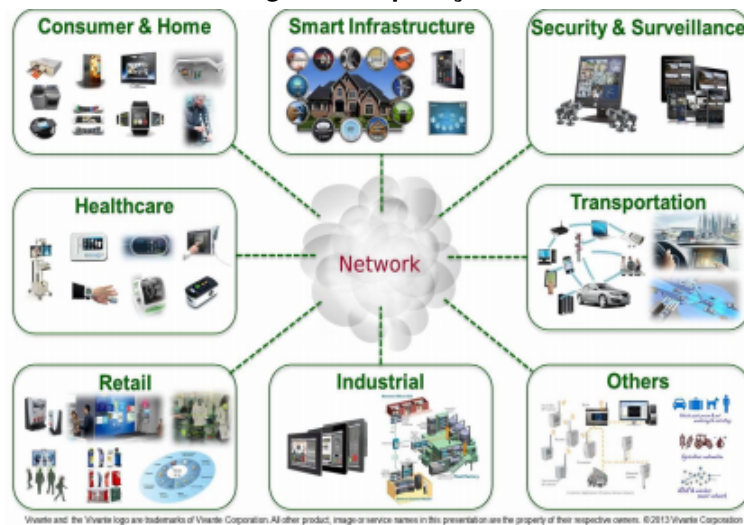 Consumer & Home
Smart Infrastructure
Security & Surveillance
Healthcare
Network
Transportation
Retail
Industrial
Others
Vivante and the Vivante logo are trademarks of Vivante Corporation. All other product, image or service names in this presentation are the property of their respective owners. © 2013 Vivante Corporation